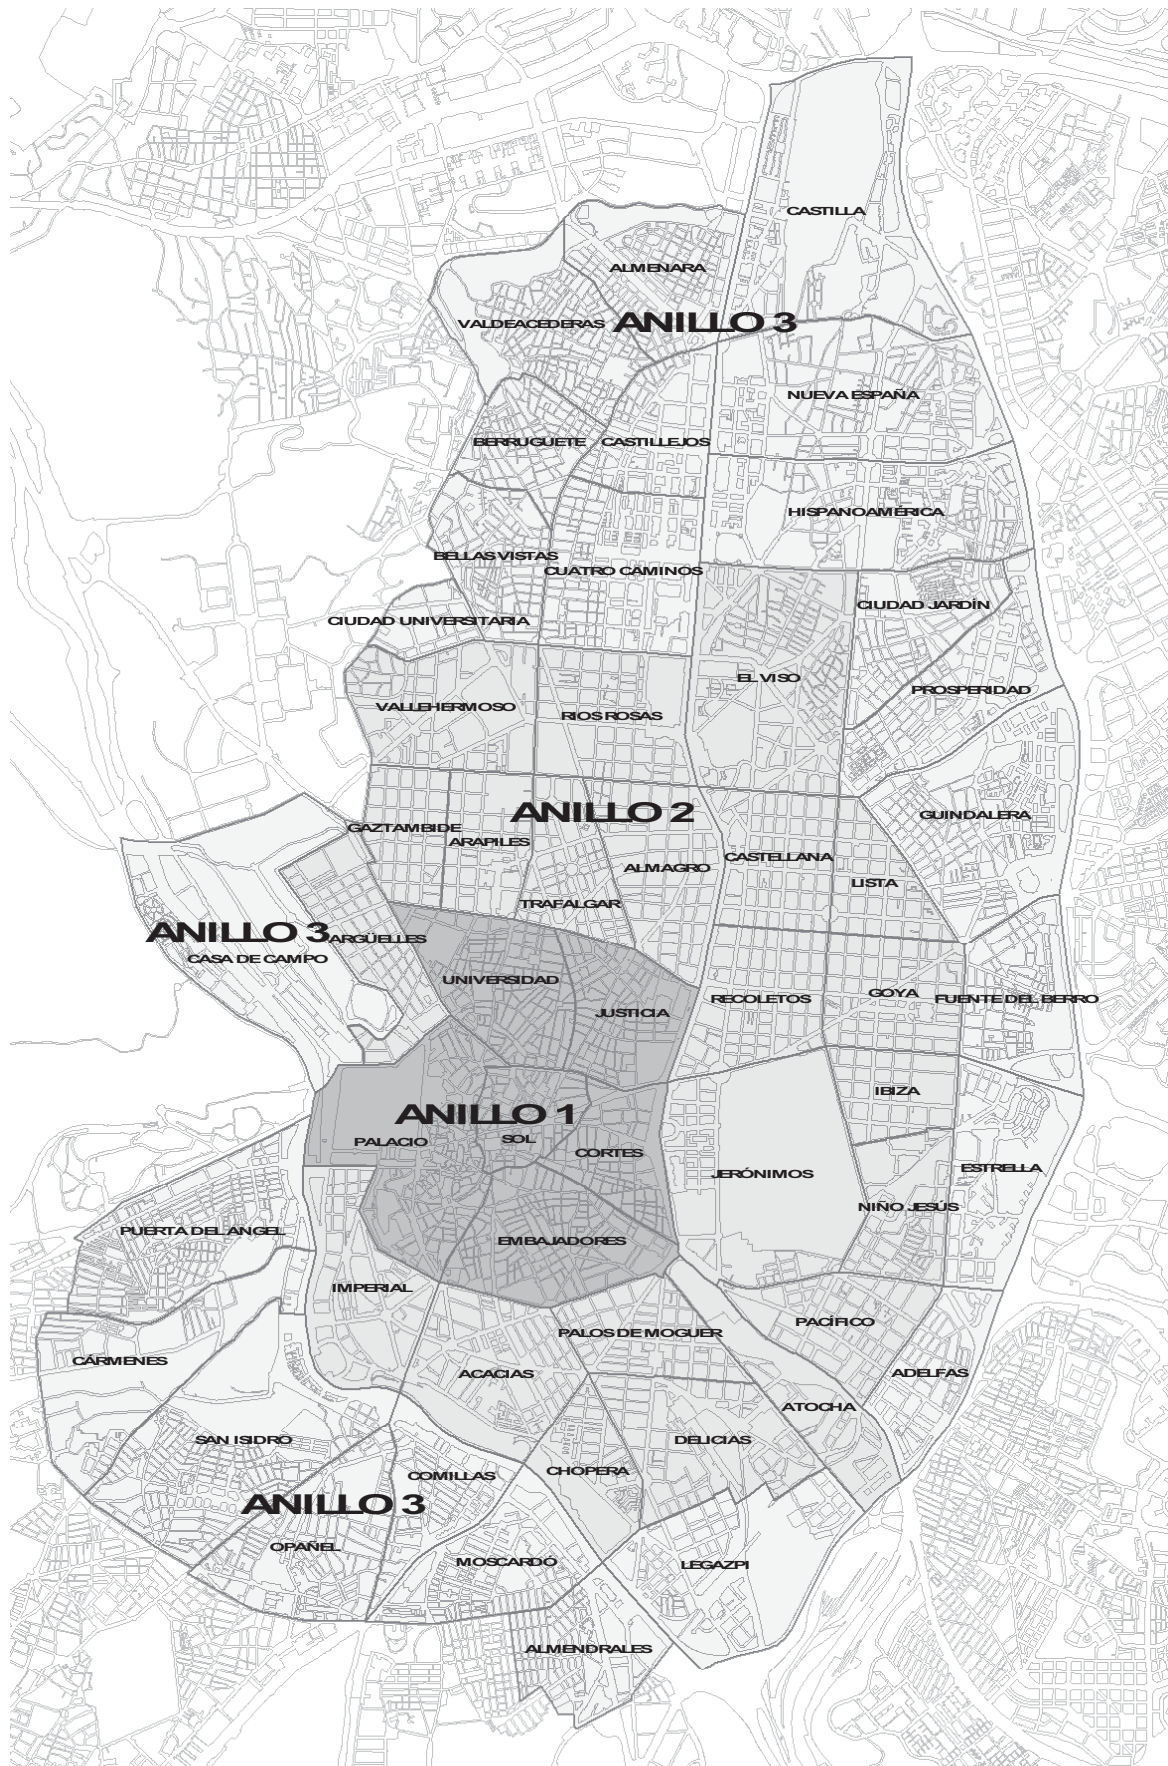 CASTILLA
ALMENARA
VALDEACEDERAS
ANILLO 3
NUEVA ESPAÑA
BERRUGUETE
CASTILLEJOS
HISPANOAMÉRICA
BELLAS VISTAS
CUATRO CAMINOS
CIUDAD JARDÍN
CIUDAD UNIVERSITARIA
EL VISO
PROSPERIDAD
VALLEHERMOSO
RIOS ROSAS
ANILLO 2
GUINDALERA
GAZTAMBIDE
ARAPILES
CASTELLANA
ALMAGRO
LISTA
TRAFALGAR
ANILLO 3
ARGÜELLES
CASA DE CAMPO
UNIVERSIDAD
GOYA
RECOLETOS
FUENTE DEL BERRO
JUSTICIA
IBIZA
ANILLO 1
PALACIO
SOL
CORTES
JERÓNIMOS
ESTRELLA
NIÑO JESÚS
PUERTA DEL ANGEL
EMBAJADORES
IMPERIAL
PACÍFICO
PALOS DE MOGUER
CÁRMENES
ACACIAS
ADELFAS
ATOCHA
SAN ISIDRO
DELICIAS
CHOPERA
COMILLAS
ANILLO 3
OPAÑEL
MOSCARDÓ
LEGAZPI
ALMENDRALES